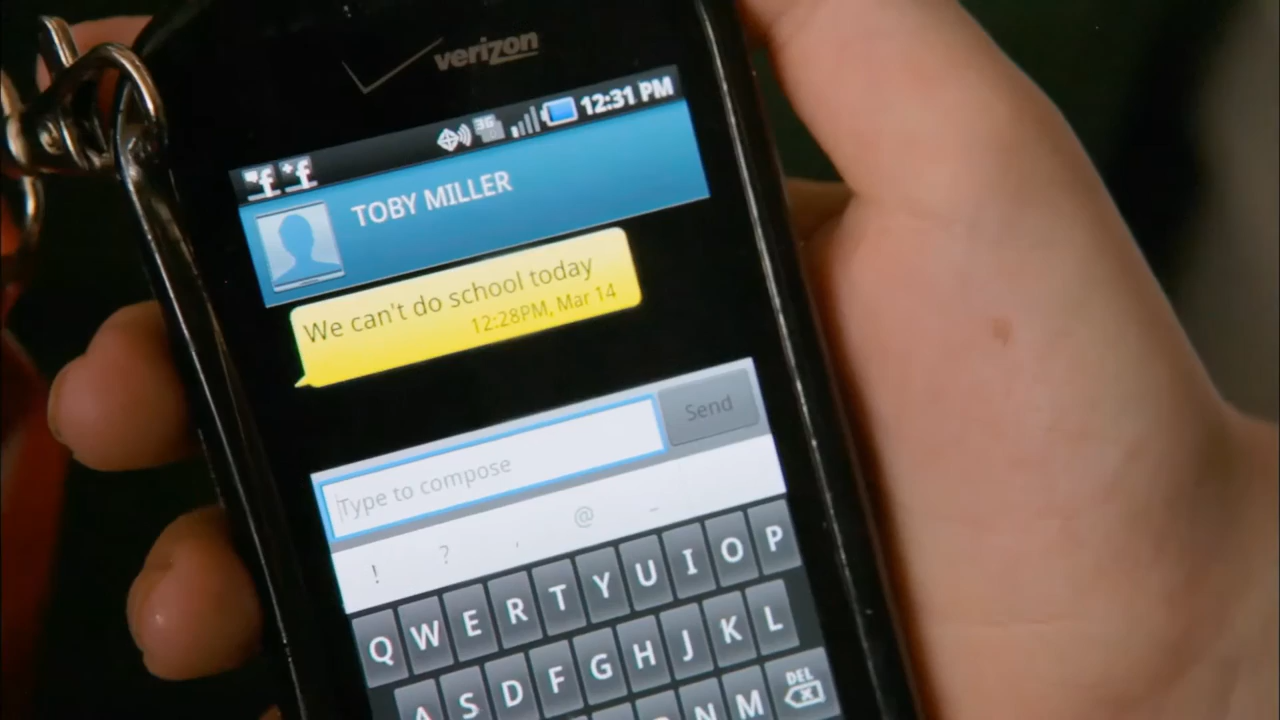 verizon
3G 12:31 PM
TOBY MILLER
We can't do school today
12:28PM, Mar 14
Type to compose
Send
! ? , @ -
Q W E R T Y U I O P
A S D F G H J K L
N M DEL